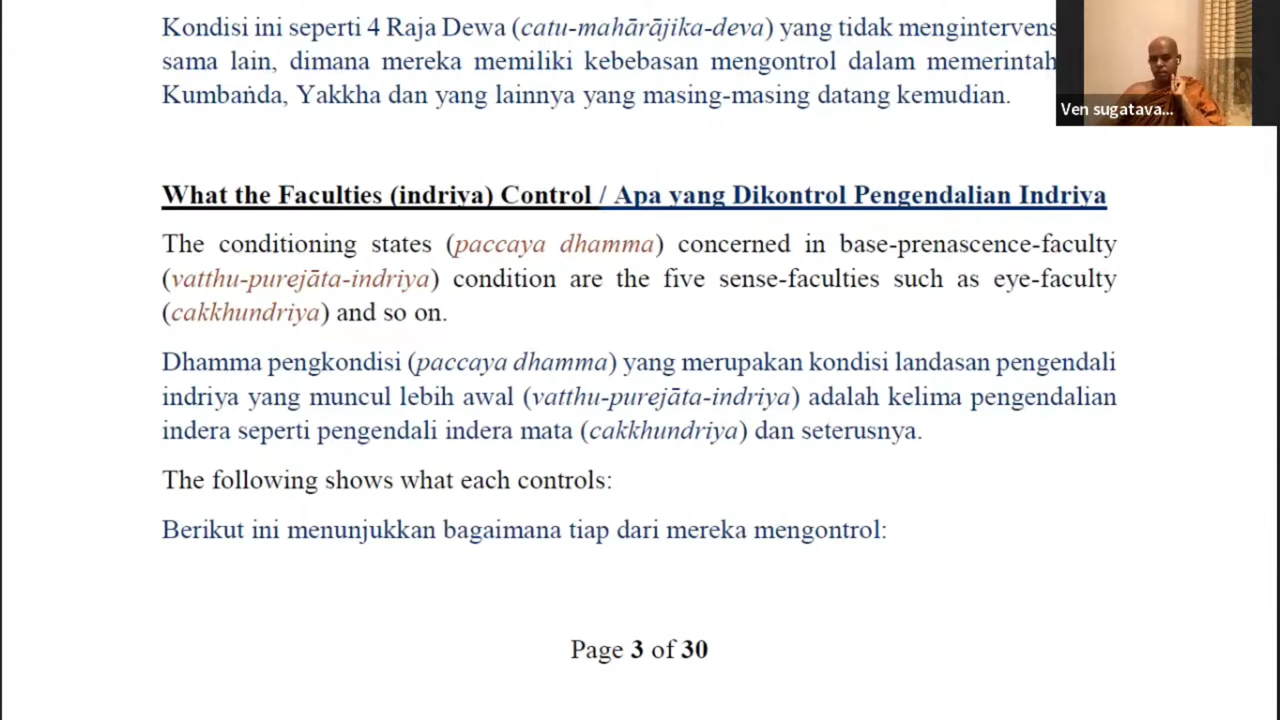 Kondisi ini seperti 4 Raja Dewa (catu-mahārājika-deva) yang tidak mengintervens
sama lain, dimana mereka memiliki kebebasan mengontrol dalam memerintah
Kumbaṅda, Yakkha dan yang lainnya yang masing-masing datang kemudian.
Ven sugatava...
What the Faculties (indriya) Control / Apa yang Dikontrol Pengendalian Indriya
The conditioning states (paccaya dhamma) concerned in base-prenascence-faculty
(vatthu-purejāta-indriya) condition are the five sense-faculties such as eye-faculty
(cakkhundriya) and so on.
Dhamma pengkondisi (paccaya dhamma) yang merupakan kondisi landasan pengendali
indriya yang muncul lebih awal (vatthu-purejāta-indriya) adalah kelima pengendalian
indera seperti pengendali indera mata (cakkhundriya) dan seterusnya.
The following shows what each controls:
Berikut ini menunjukkan bagaimana tiap dari mereka mengontrol:
Page 3 of 30